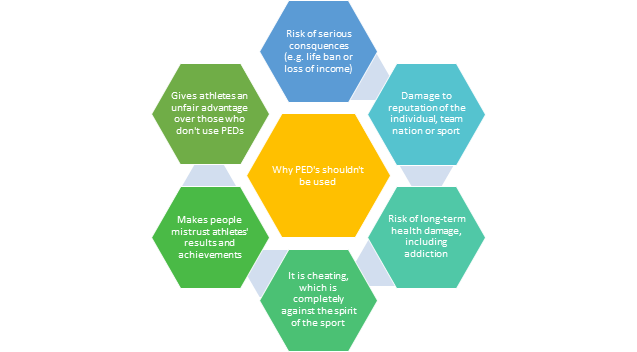 Risk of serious
consquences
(e.g. life ban or
loss of income)
Damage to
reputation of the
individual, team
nation or sport
Risk of long-term
health damage,
including
addiction
It is cheating,
which is
completely
against the spirit
of the sport
Makes people
mistrust athletes'
results and
achievements
Gives athletes an
unfair advantage
over those who
don't use PEDs
Why PED's shouldn't
be used